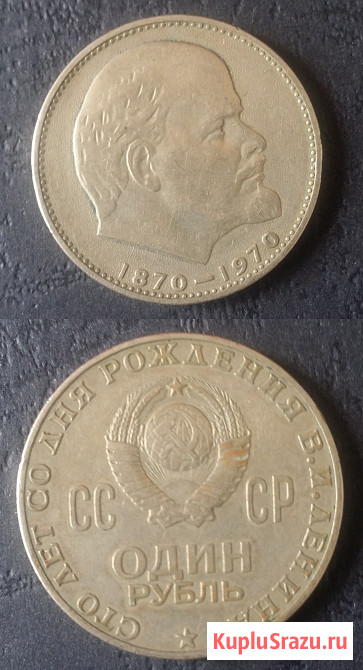 1870–1970
СТО ЛЕТ СО ДНЯ РОЖДЕНИЯ В.И.ЛЕНИНА
СС СР
ОДИН
РУБЛЬ
KupluSrazu.ru